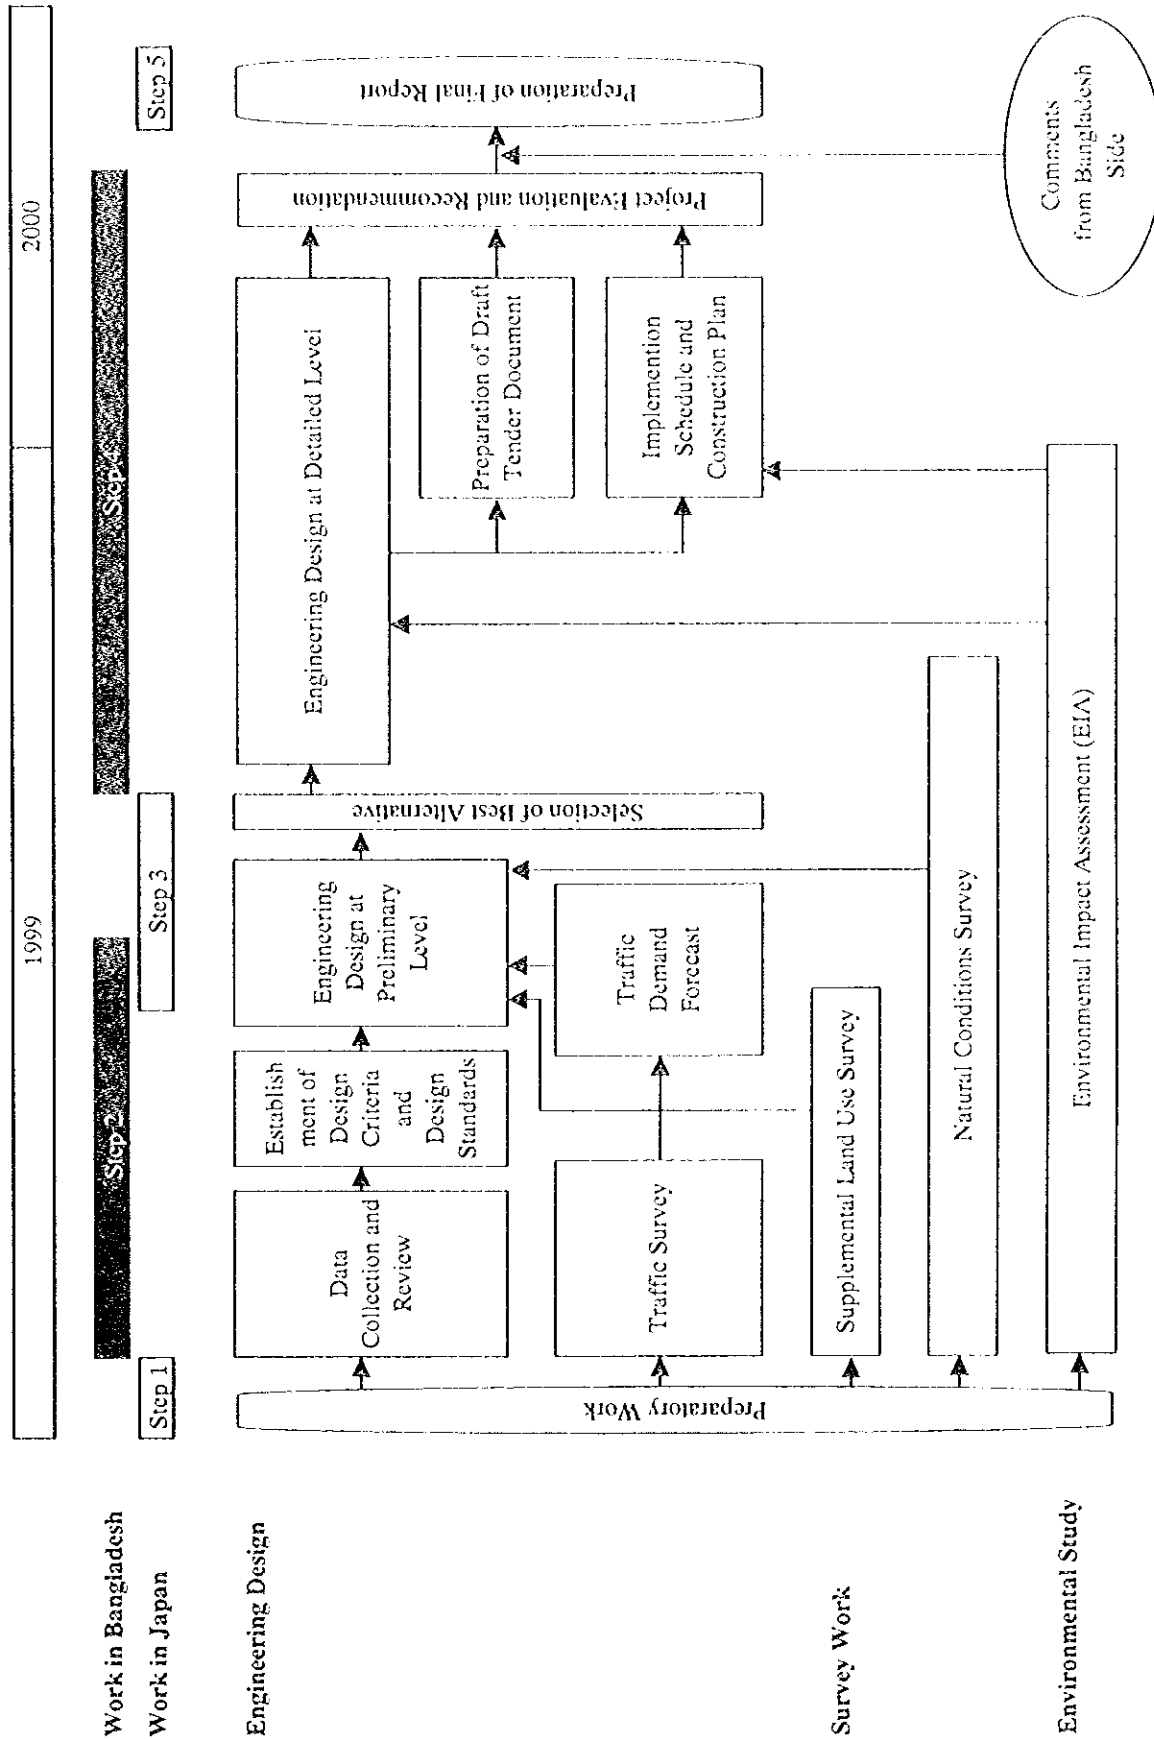 1999
2000
Work in Bangladesh
Step 2
Step 4
Work in Japan
Step 1
Step 3
Step 5
Engineering Design
Preparatory Work
Data
Collection and
Review
Establish
ment of
Design
Criteria
and
Design
Standards
Engineering
Design at
Preliminary
Level
Selection of Best Alternative
Engineering Design at Detailed Level
Preparation of Draft
Tender Document
Implemention
Schedule and
Construction Plan
Project Evaluation and Recommendation
Preparation of Final Report
Traffic Survey
Traffic
Demand
Forecast
Survey Work
Supplemental Land Use Survey
Natural Conditions Survey
Environmental Study
Environmental Impact Assessment (EIA)
Comments
from Bangladesh
Side